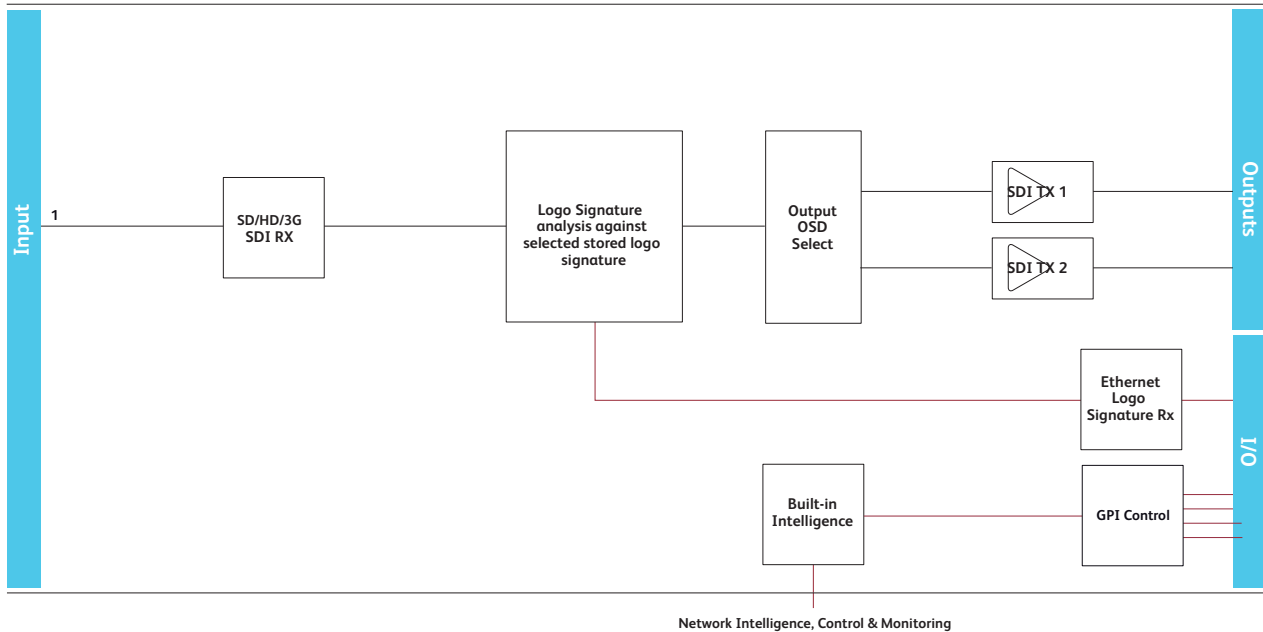 Input
1
SD/HD/3G
SDI RX
Logo Signature
analysis against
selected stored logo
signature
Output
OSD
Select
SDI TX 1
SDI TX 2
Outputs
Ethernet
Logo
Signature Rx
I/O
Built-in
Intelligence
GPI Control
Network Intelligence, Control & Monitoring